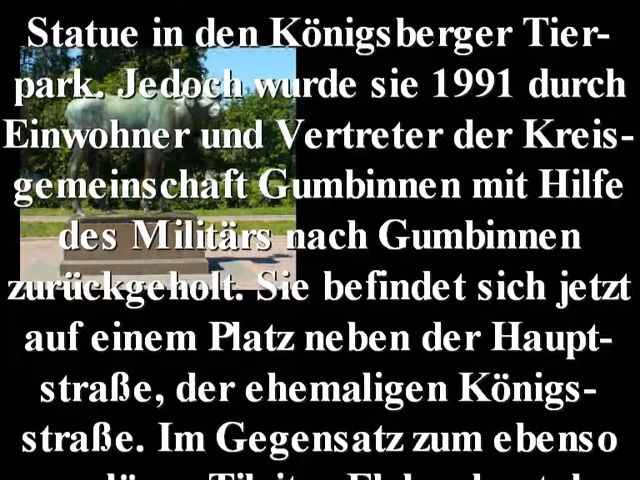 Statue in den Königsberger Tier-
park. Jedoch wurde sie 1991 durch
Einwohner und Vertreter der Kreis-
gemeinschaft Gumbinnen mit Hilfe
des Militärs nach Gumbinnen
zurückgeholt. Sie befindet sich jetzt
auf einem Platz neben der Haupt-
straße, der ehemaligen Königs-
straße. Im Gegensatz zum ebenso